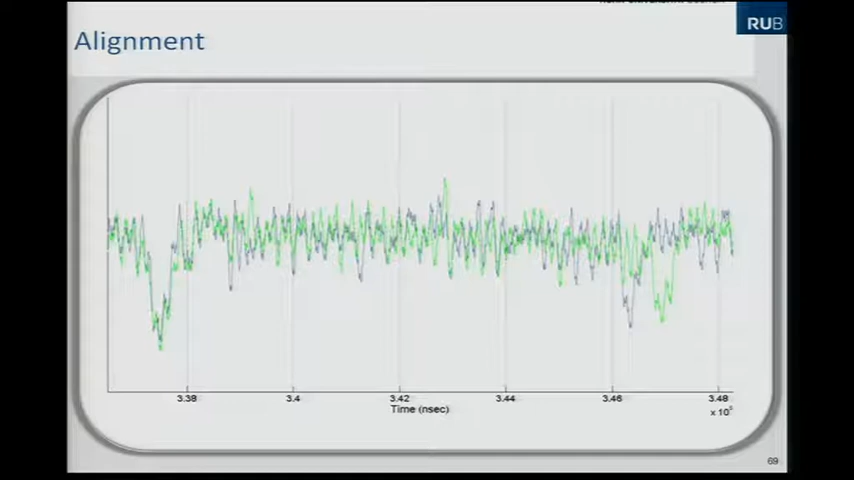 RUB
Alignment
3.38 3.4 3.42 3.44 3.46 3.48
Time (nsec)
x 10⁵
69